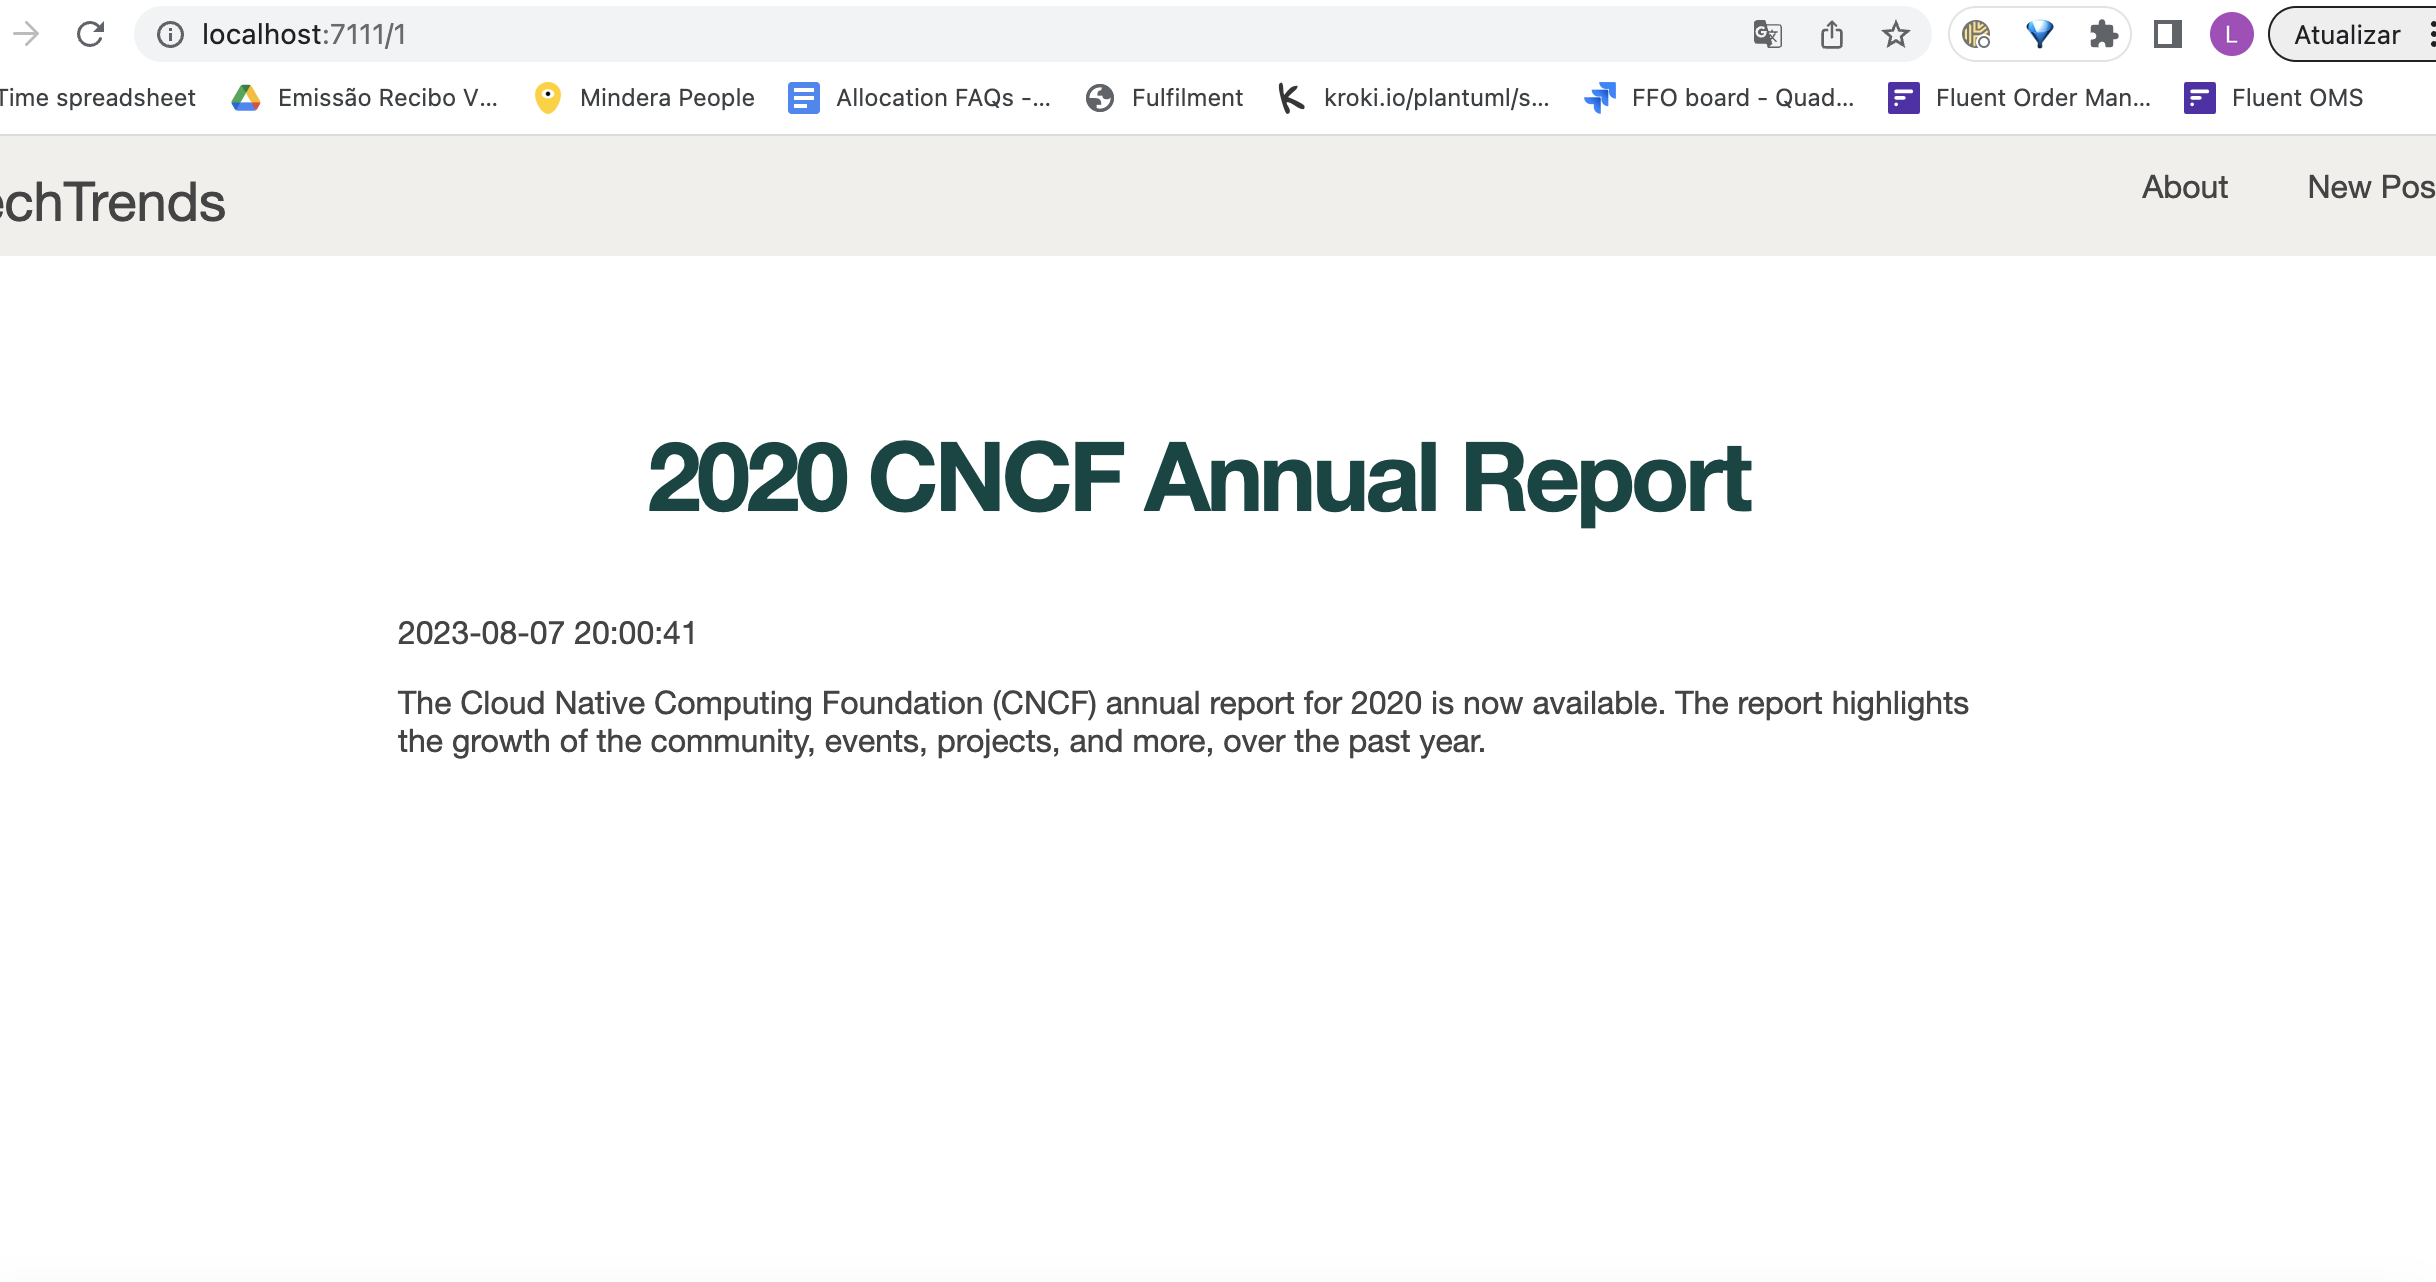 localhost:7111/1
L
Atualizar
Time spreadsheet
Emissão Recibo V...
Mindera People
Allocation FAQs -...
Fulfilment
kroki.io/plantuml/s...
FFO board - Quad...
Fluent Order Man...
Fluent OMS
echTrends
About
New Pos
2020 CNCF Annual Report
2023-08-07 20:00:41
The Cloud Native Computing Foundation (CNCF) annual report for 2020 is now available. The report highlights
the growth of the community, events, projects, and more, over the past year.